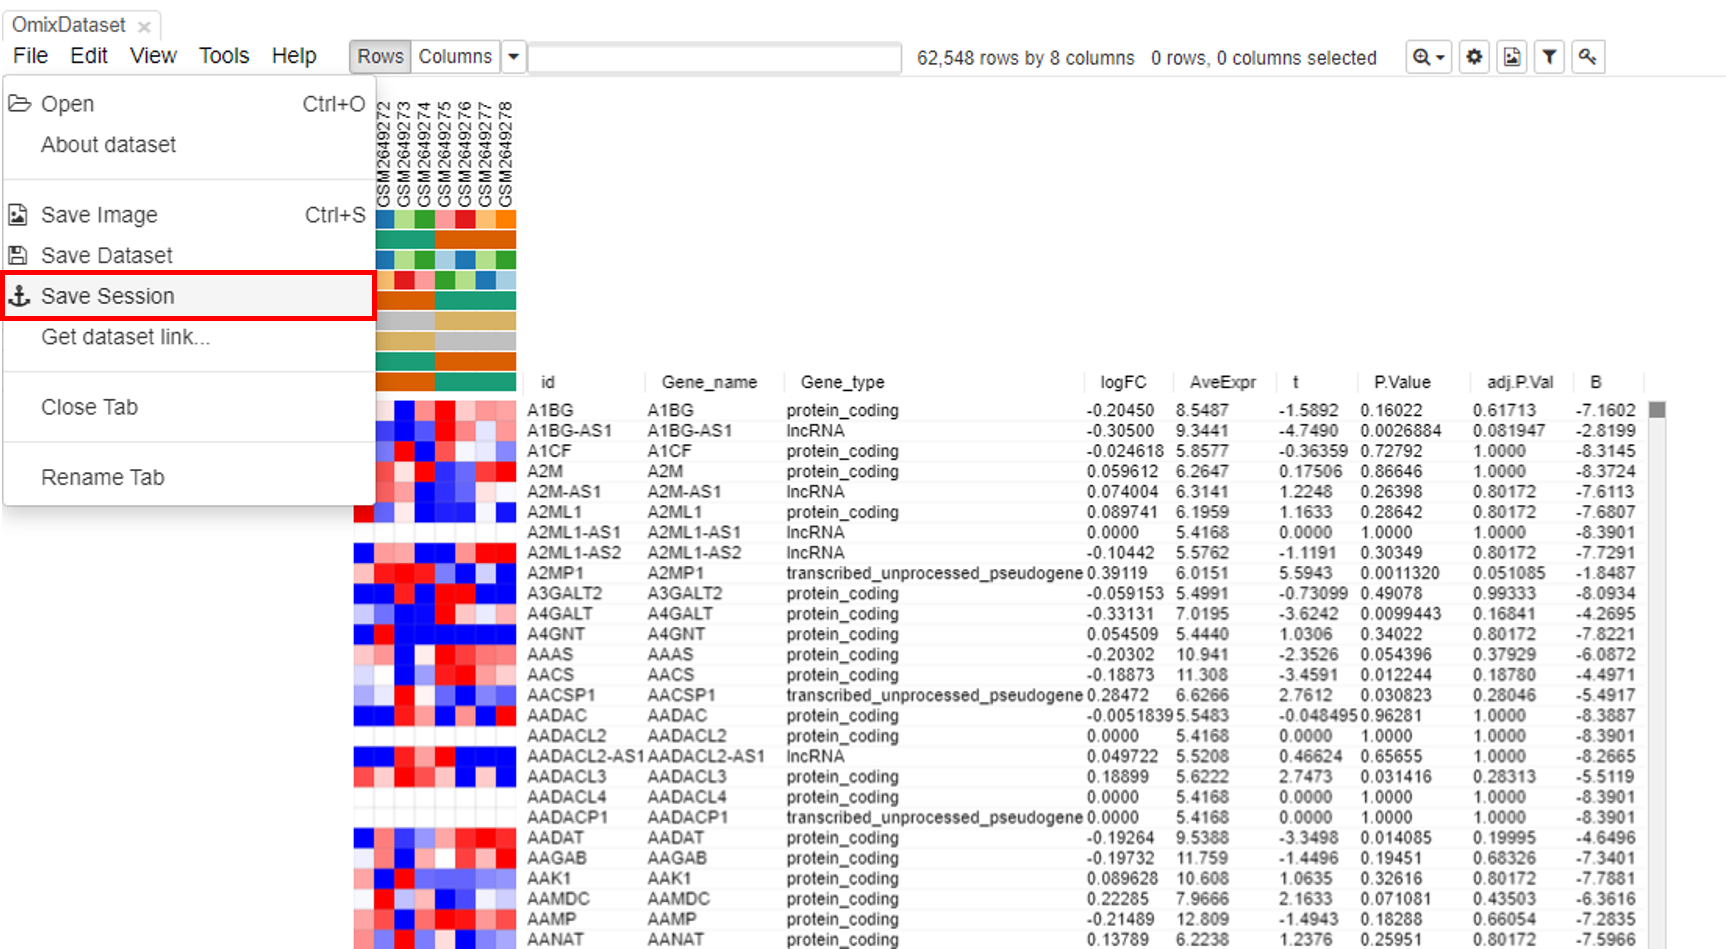 OmixDataset ×
File Edit View Tools Help Rows Columns 62,548 rows by 8 columns 0 rows, 0 columns selected
Open Ctrl+O
About dataset
Save Image Ctrl+S
Save Dataset
Save Session
Get dataset link...
Close Tab
Rename Tab
GSM2649272
GSM2649273
GSM2649274
GSM2649275
GSM2649276
GSM2649277
GSM2649278
id Gene_name Gene_type logFC AveExpr t P.Value adj.P.Val B
A1BG A1BG protein_coding -0.20450 8.5487 -1.5892 0.16022 0.61713 -7.1602
A1BG-AS1 A1BG-AS1 lncRNA -0.30500 9.3441 -4.7490 0.0026884 0.081947 -2.8199
A1CF A1CF protein_coding -0.024618 5.8577 -0.36359 0.72792 1.0000 -8.3145
A2M A2M protein_coding 0.059612 6.2647 0.17506 0.86646 1.0000 -8.3724
A2M-AS1 A2M-AS1 lncRNA 0.074004 6.3141 1.2248 0.26398 0.80172 -7.6113
A2ML1 A2ML1 protein_coding 0.089741 6.1959 1.1633 0.28642 0.80172 -7.6807
A2ML1-AS1 A2ML1-AS1 lncRNA 0.0000 5.4168 0.0000 1.0000 1.0000 -8.3901
A2ML1-AS2 A2ML1-AS2 lncRNA -0.10442 5.5762 -1.1191 0.30349 0.80172 -7.7291
A2MP1 A2MP1 transcribed_unprocessed_pseudogene 0.39119 6.0151 5.5943 0.0011320 0.051085 -1.8487
A3GALT2 A3GALT2 protein_coding -0.059153 5.4991 -0.73099 0.49078 0.99333 -8.0934
A4GALT A4GALT protein_coding -0.33131 7.0195 -3.6242 0.0099443 0.16841 -4.2695
A4GNT A4GNT protein_coding 0.054509 5.4440 1.0306 0.34022 0.80172 -7.8221
AAAS AAAS protein_coding -0.20302 10.941 -2.3526 0.054396 0.37929 -6.0872
AACS AACS protein_coding -0.18873 11.308 -3.4591 0.012244 0.18780 -4.4971
AACSP1 AACSP1 transcribed_unprocessed_pseudogene 0.28472 6.6266 2.7612 0.030823 0.28046 -5.4917
AADAC AADAC protein_coding -0.0051839 5.5483 -0.048495 0.96281 1.0000 -8.3887
AADACL2 AADACL2 protein_coding 0.0000 5.4168 0.0000 1.0000 1.0000 -8.3901
AADACL2-AS1 AADACL2-AS1 lncRNA 0.049722 5.5208 0.46624 0.65655 1.0000 -8.2665
AADACL3 AADACL3 protein_coding 0.18899 5.6222 2.7473 0.031416 0.28313 -5.5119
AADACL4 AADACL4 protein_coding 0.0000 5.4168 0.0000 1.0000 1.0000 -8.3901
AADACP1 AADACP1 transcribed_unprocessed_pseudogene 0.0000 5.4168 0.0000 1.0000 1.0000 -8.3901
AADAT AADAT protein_coding -0.19264 9.5388 -3.3498 0.014085 0.19995 -4.6496
AAGAB AAGAB protein_coding -0.19732 11.759 -1.4496 0.19451 0.68326 -7.3401
AAK1 AAK1 protein_coding 0.089628 10.608 1.0635 0.32616 0.80172 -7.7881
AAMDC AAMDC protein_coding 0.22285 7.9666 2.1633 0.071081 0.43503 -6.3616
AAMP AAMP protein_coding -0.21489 12.809 -1.4943 0.18288 0.66054 -7.2835
AANAT AANAT protein_coding 0.13789 6.2238 1.2376 0.25951 0.80172 -7.5966